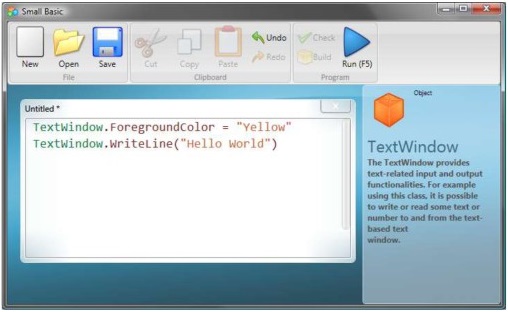 Small Basic
New Open Save Cut Copy Paste Undo Redo Check Build Run (F5)
File Clipboard Program
Untitled *
TextWindow.ForegroundColor = "Yellow"
TextWindow.WriteLine("Hello World")
Object
TextWindow
The TextWindow provides
text-related input and output
functionalities. For example
using this class, it is possible
to write or read some text or
number to and from the text-
based text
window.